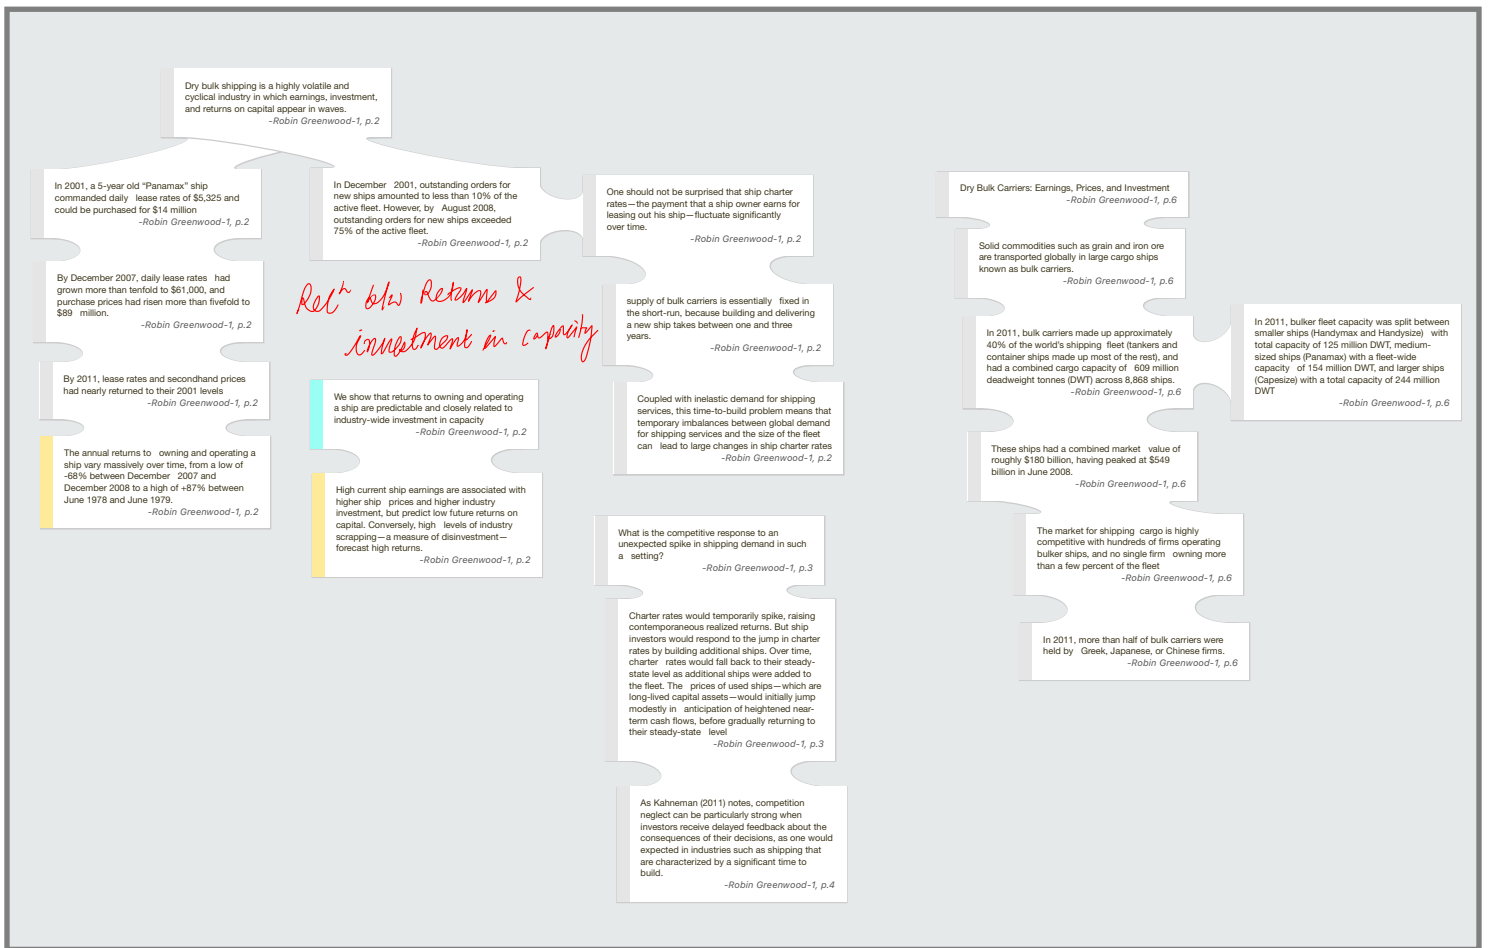 Dry bulk shipping is a highly volatile and
cyclical industry in which earnings, investment,
and returns on capital appear in waves.
-Robin Greenwood-1, p.2
In 2001, a 5-year old “Panamax” ship
commanded daily lease rates of $5,325 and
could be purchased for $14 million
-Robin Greenwood-1, p.2
By December 2007, daily lease rates had
grown more than tenfold to $61,000, and
purchase prices had risen more than fivefold to
$89 million.
-Robin Greenwood-1, p.2
By 2011, lease rates and secondhand prices
had nearly returned to their 2001 levels
-Robin Greenwood-1, p.2
The annual returns to owning and operating a
ship vary massively over time, from a low of
-68% between December 2007 and
December 2008 to a high of +87% between
June 1978 and June 1979.
-Robin Greenwood-1, p.2
In December 2001, outstanding orders for
new ships amounted to less than 10% of the
active fleet. However, by August 2008,
outstanding orders for new ships exceeded
75% of the active fleet.
-Robin Greenwood-1, p.2
Relⁿ b/w Returns &
investment in capacity
We show that returns to owning and operating
a ship are predictable and closely related to
industry-wide investment in capacity
-Robin Greenwood-1, p.2
High current ship earnings are associated with
higher ship prices and higher industry
investment, but predict low future returns on
capital. Conversely, high levels of industry
scrapping—a measure of disinvestment—
forecast high returns.
-Robin Greenwood-1, p.2
One should not be surprised that ship charter
rates—the payment that a ship owner earns for
leasing out his ship—fluctuate significantly
over time.
-Robin Greenwood-1, p.2
supply of bulk carriers is essentially fixed in
the short-run, because building and delivering
a new ship takes between one and three
years.
-Robin Greenwood-1, p.2
Coupled with inelastic demand for shipping
services, this time-to-build problem means that
temporary imbalances between global demand
for shipping services and the size of the fleet
can lead to large changes in ship charter rates
-Robin Greenwood-1, p.2
What is the competitive response to an
unexpected spike in shipping demand in such
a setting?
-Robin Greenwood-1, p.3
Charter rates would temporarily spike, raising
contemporaneous realized returns. But ship
investors would respond to the jump in charter
rates by building additional ships. Over time,
charter rates would fall back to their steady-
state level as additional ships were added to
the fleet. The prices of used ships—which are
long-lived capital assets—would initially jump
modestly in anticipation of heightened near-
term cash flows, before gradually returning to
their steady-state level
-Robin Greenwood-1, p.3
As Kahneman (2011) notes, competition
neglect can be particularly strong when
investors receive delayed feedback about the
consequences of their decisions, as one would
expected in industries such as shipping that
are characterized by a significant time to
build.
-Robin Greenwood-1, p.4
Dry Bulk Carriers: Earnings, Prices, and Investment
-Robin Greenwood-1, p.6
Solid commodities such as grain and iron ore
are transported globally in large cargo ships
known as bulk carriers.
-Robin Greenwood-1, p.6
In 2011, bulk carriers made up approximately
40% of the world’s shipping fleet (tankers and
container ships made up most of the rest), and
had a combined cargo capacity of 609 million
deadweight tonnes (DWT) across 8,868 ships.
-Robin Greenwood-1, p.6
In 2011, bulker fleet capacity was split between
smaller ships (Handymax and Handysize) with
total capacity of 125 million DWT, medium-
sized ships (Panamax) with a fleet-wide
capacity of 154 million DWT, and larger ships
(Capesize) with a total capacity of 244 million
DWT
-Robin Greenwood-1, p.6
These ships had a combined market value of
roughly $180 billion, having peaked at $549
billion in June 2008.
-Robin Greenwood-1, p.6
The market for shipping cargo is highly
competitive with hundreds of firms operating
bulker ships, and no single firm owning more
than a few percent of the fleet
-Robin Greenwood-1, p.6
In 2011, more than half of bulk carriers were
held by Greek, Japanese, or Chinese firms.
-Robin Greenwood-1, p.6